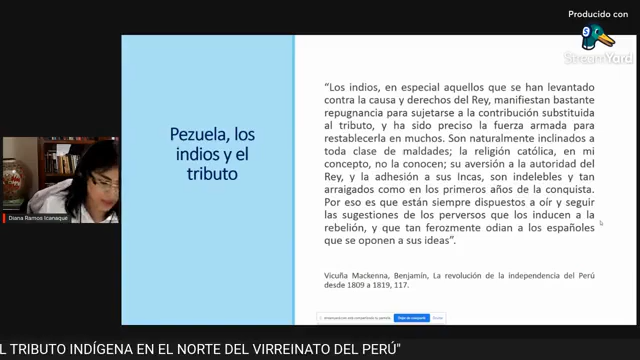 Producido con
StreamYard
Pezuela, los
indios y el
tributo
“Los indios, en especial aquellos que se han levantado
contra la causa y derechos del Rey, manifiestan bastante
repugnancia para sujetarse a la contribución substituida
al tributo, y ha sido preciso la fuerza armada para
restablecerla en muchos. Son naturalmente inclinados a
toda clase de maldades; la religión católica, en mi
concepto, no la conocen; su aversión a la autoridad del
Rey, y la adhesión a sus Incas, son indelebles y tan
arraigados como en los primeros años de la conquista.
Por eso es que están siempre dispuestos a oír y seguir
las sugestiones de los perversos que los inducen a la
rebelión, y que tan ferozmente odian a los españoles
que se oponen a sus ideas”.
Vicuña Mackenna, Benjamín, La revolución de la independencia del Perú
desde 1809 a 1819, 117.
Diana Ramos Icanaqué
L TRIBUTO INDÍGENA EN EL NORTE DEL VIRREINATO DEL PERÚ"